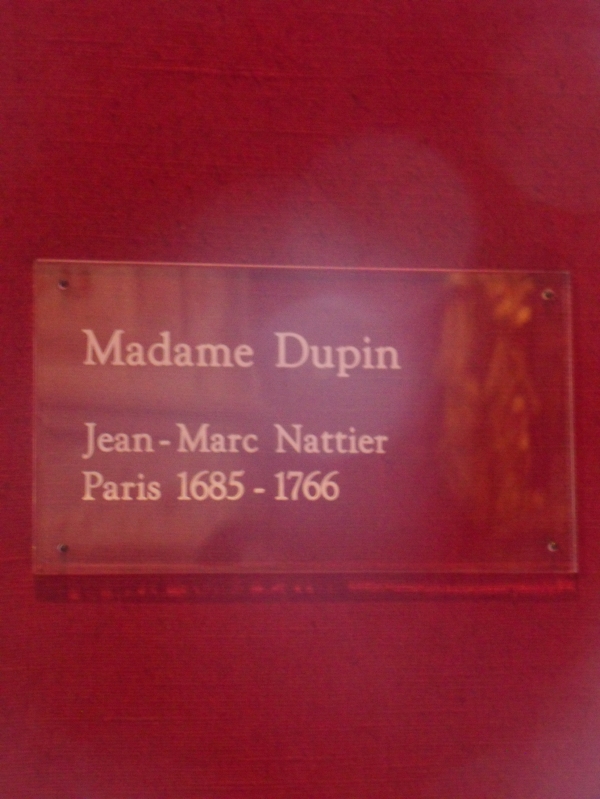 Madame Dupin
Jean-Marc Nattier
Paris 1685-1766